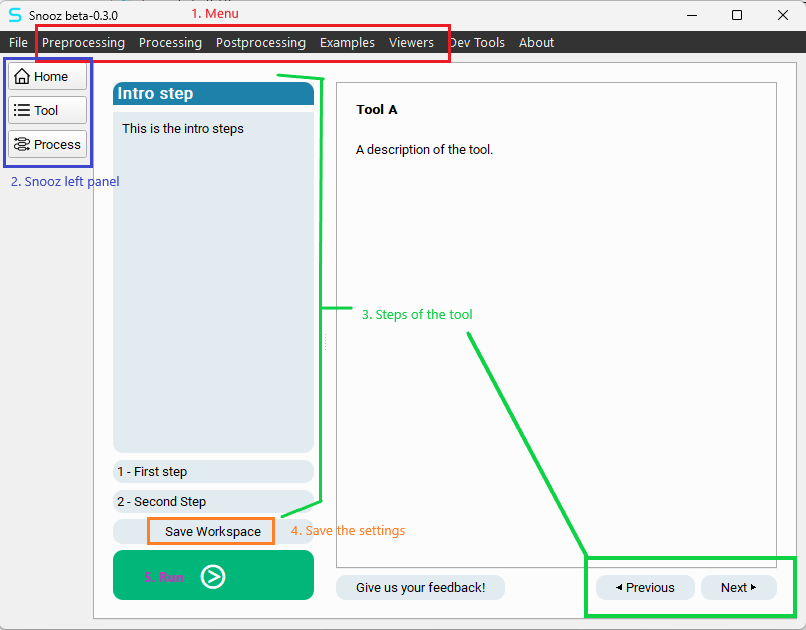 Snooz beta-0.3.0
1. Menu
File Preprocessing Processing Postprocessing Examples Viewers Dev Tools About
Home
Tool
Process
2. Snooz left panel
Intro step
This is the intro steps
Tool A
A description of the tool.
3. Steps of the tool
1 - First step
2 - Second Step
Save Workspace
4. Save the settings
5. Run
Give us your feedback!
Previous
Next